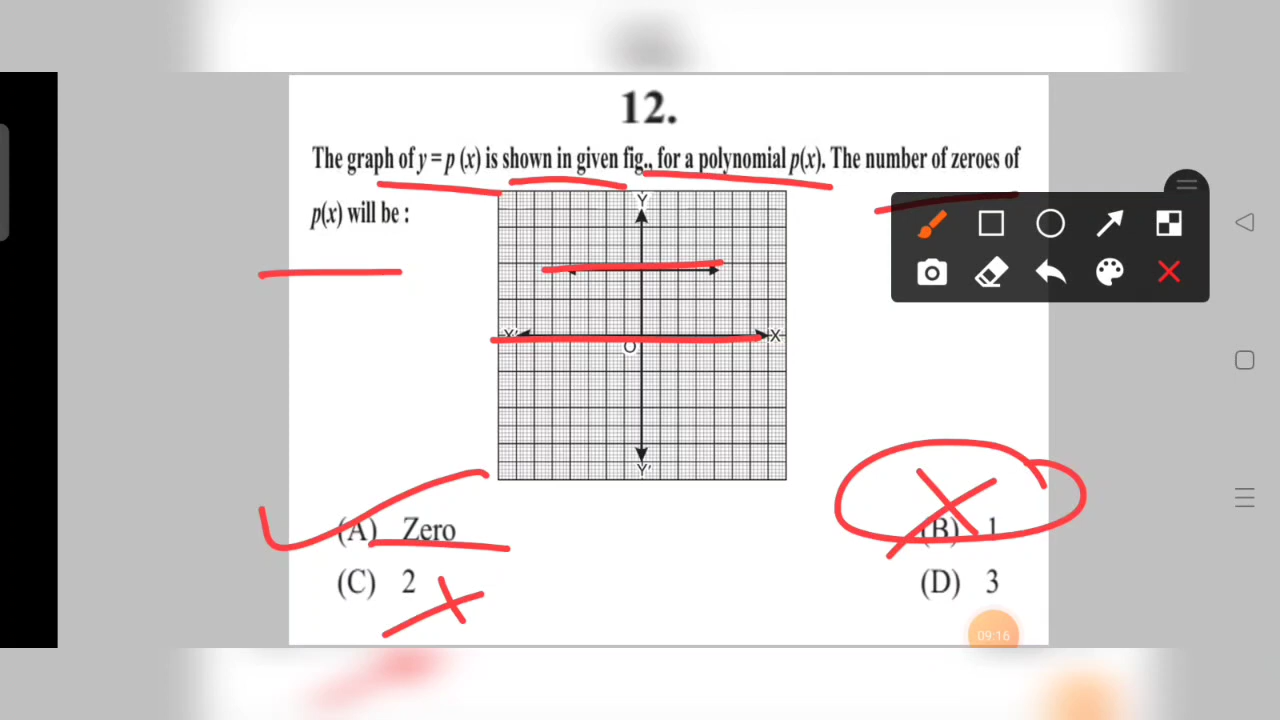 12.
The graph of y = p (x) is shown in given fig., for a polynomial p(x). The number of zeroes of
p(x) will be :
Y
X' X
O
Y'
(A) Zero (B) 1
(C) 2 (D) 3
09:16